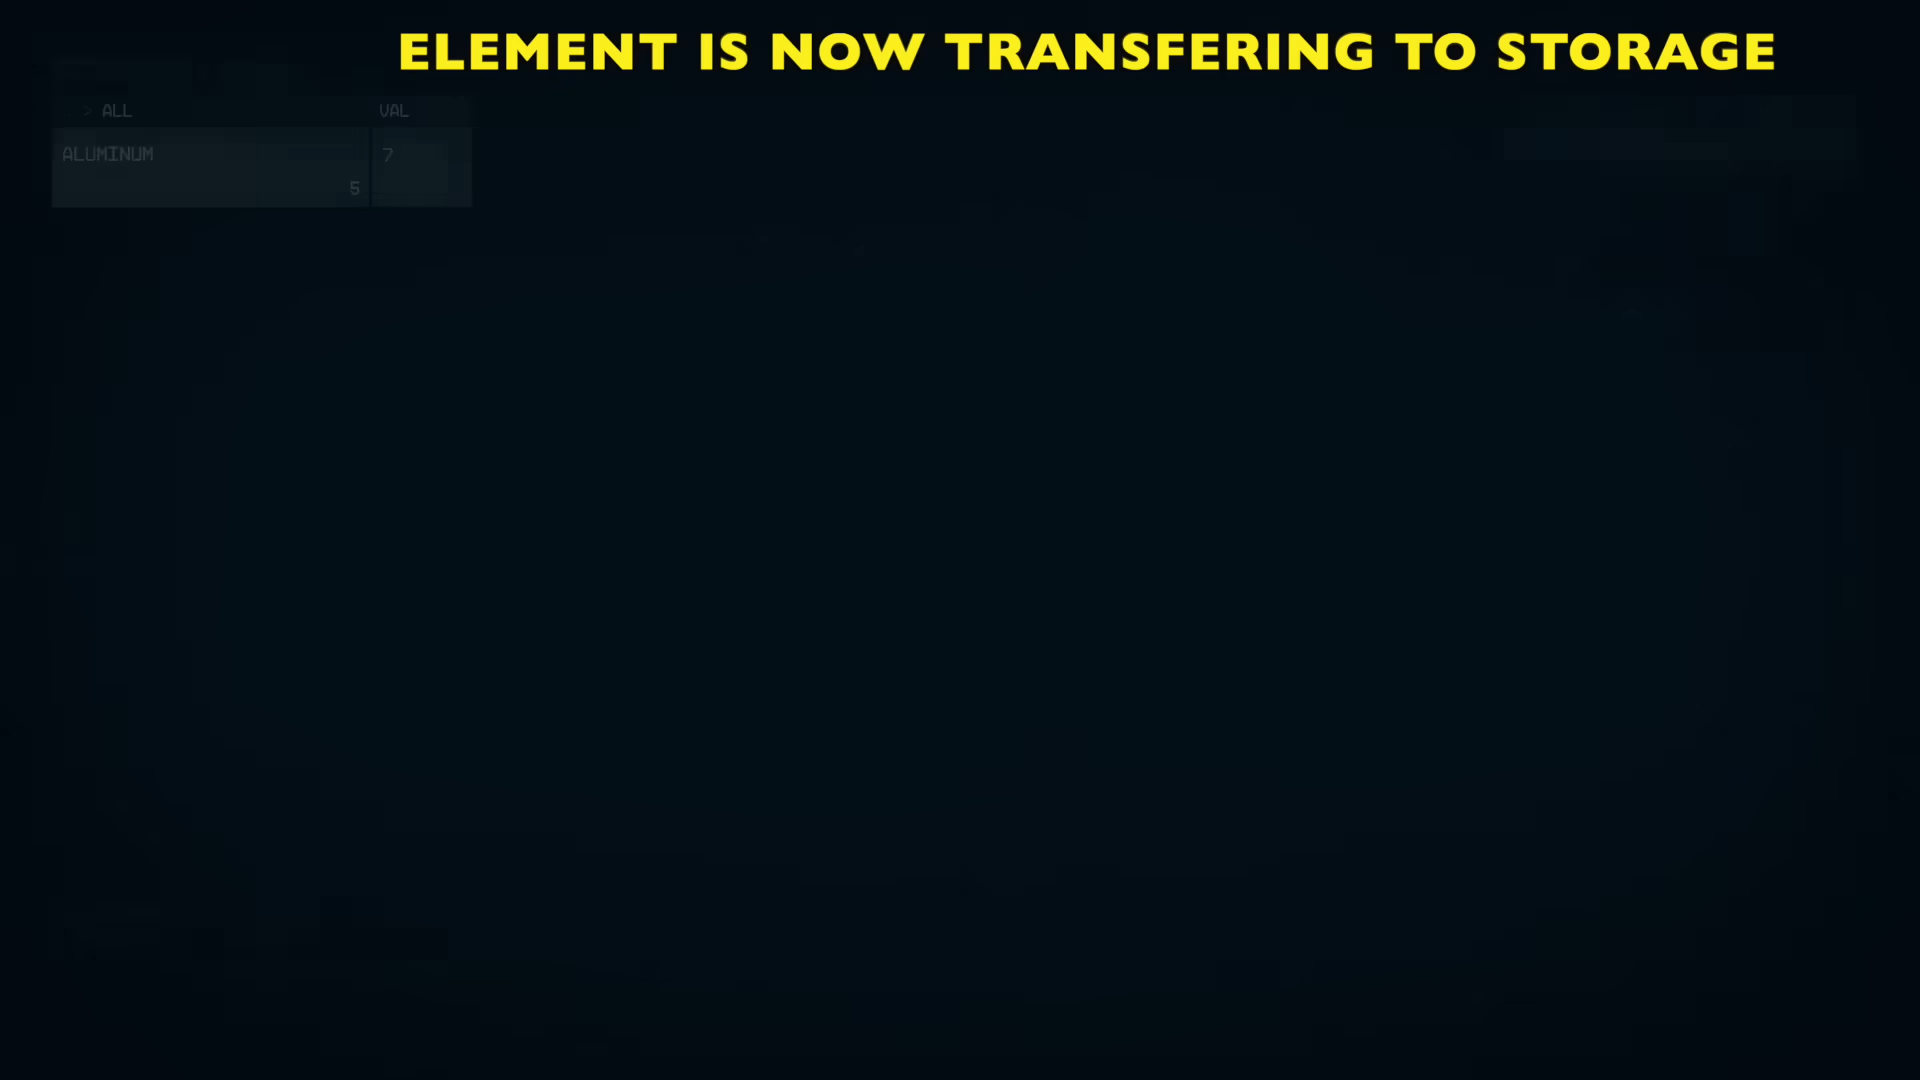 ELEMENT IS NOW TRANSFERING TO STORAGE
> ALL VAL
ALUMINUM 7
5